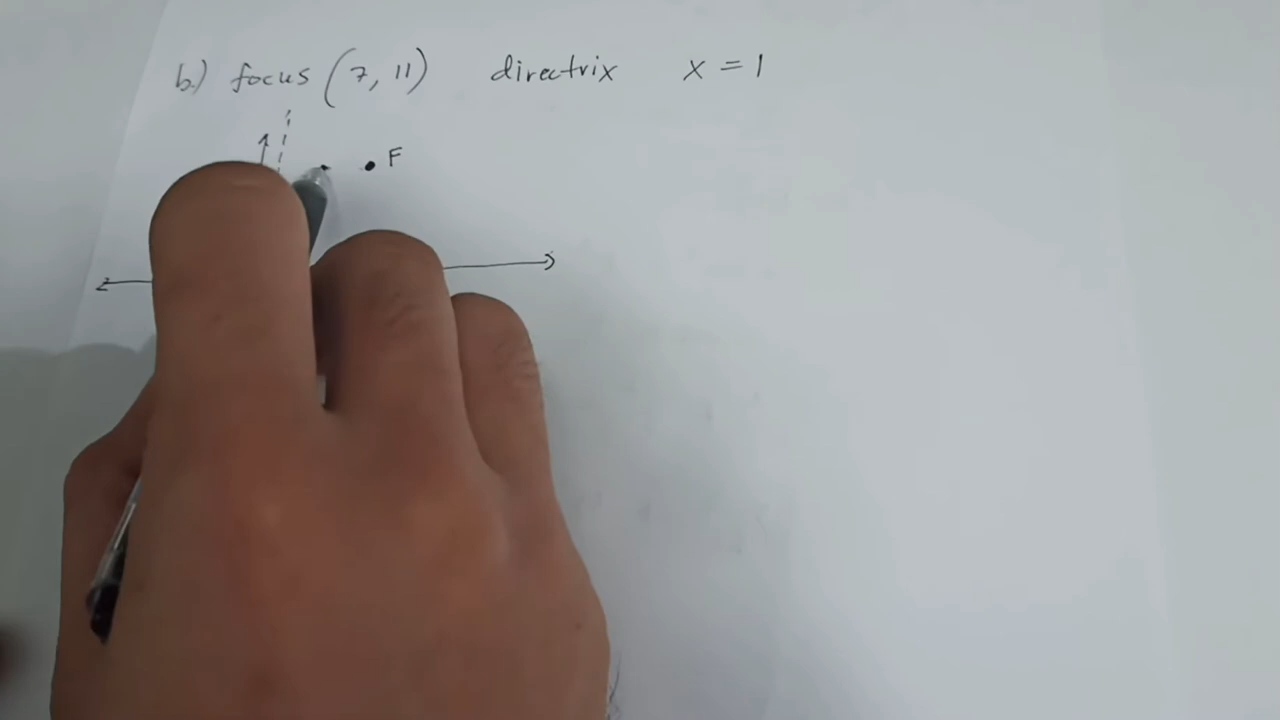 b.) focus (7, 11) directrix x = 1
F